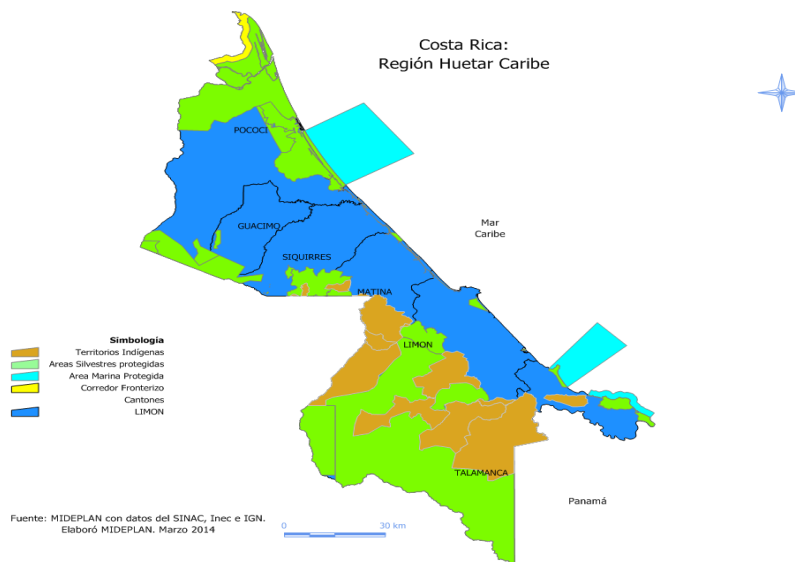 Costa Rica:
Región Huetar Caribe
POCOCI
GUACIMO
SIQUIRRES
MATINA
LIMON
TALAMANCA
Mar
Caribe
Panamá
Simbología
Territorios Indígenas
Areas Silvestres protegidas
Area Marina Protegida
Corredor Fronterizo
Cantones
LIMON
Fuente: MIDEPLAN con datos del SINAC, Inec e IGN.
Elaboró MIDEPLAN. Marzo 2014
0 30 km